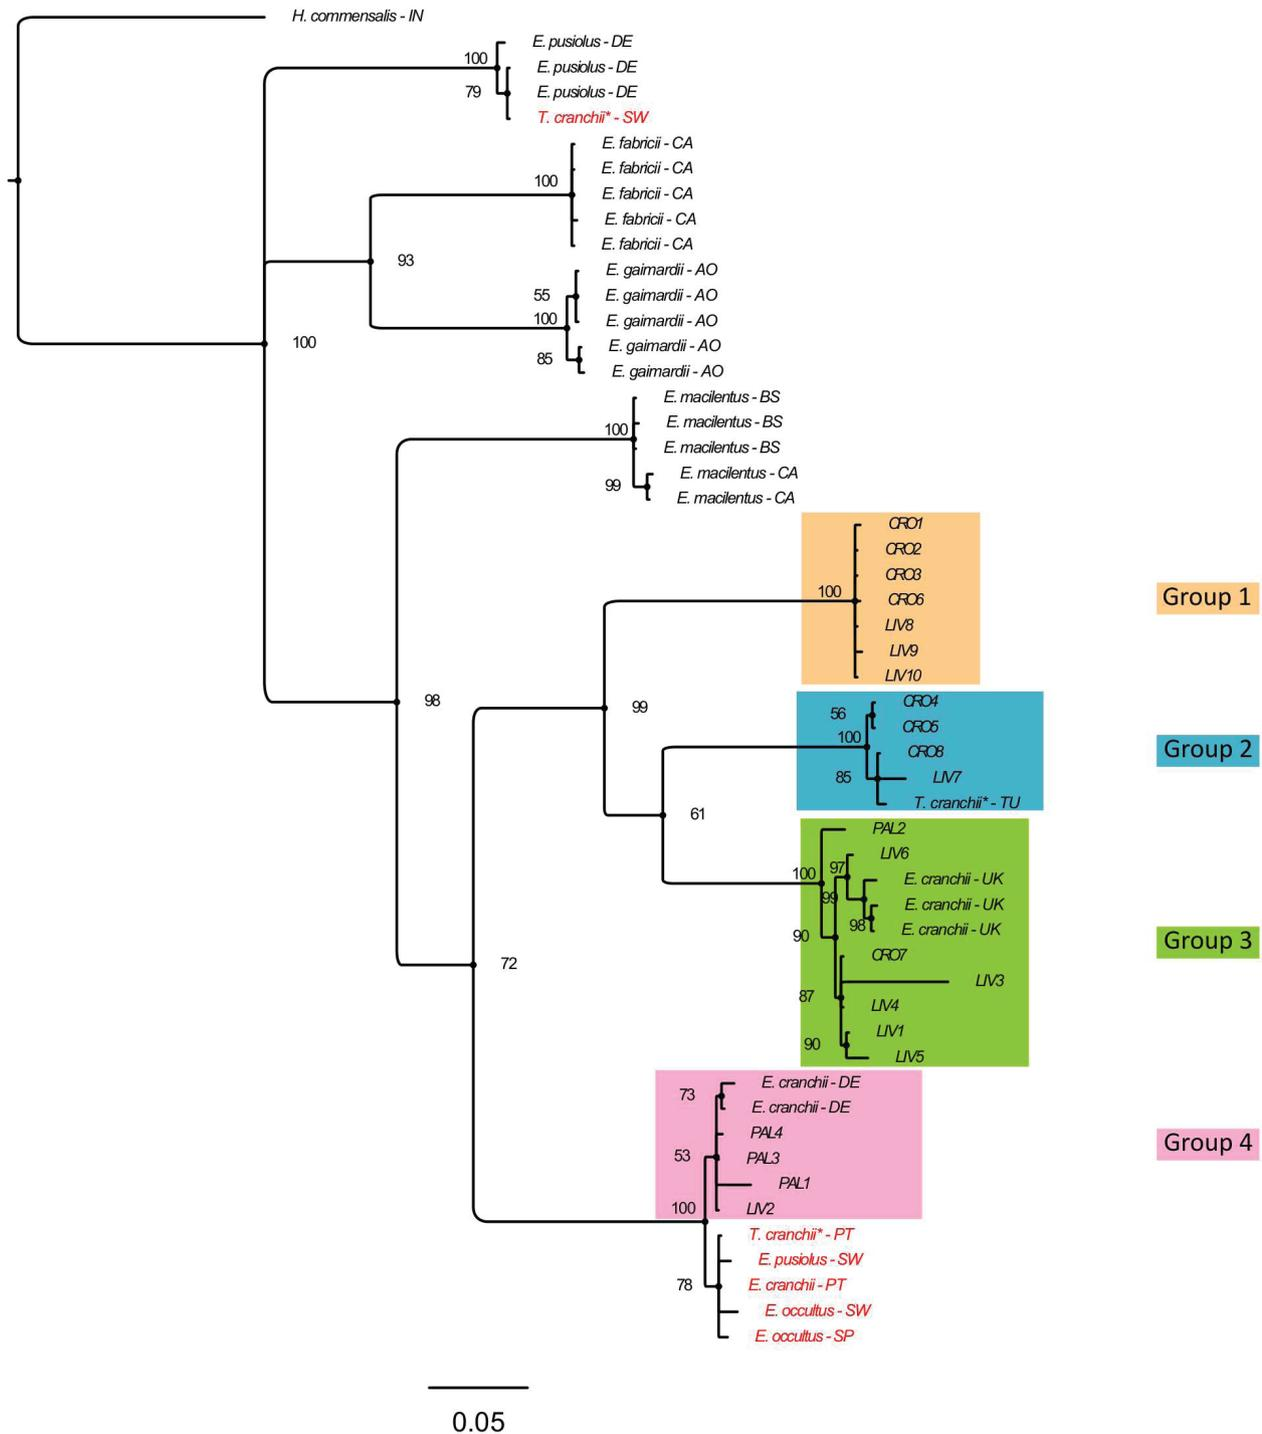 H. commensalis - IN
E. pusiolus - DE
100
E. pusiolus - DE
79
E. pusiolus - DE
T. cranchii* - SW
E. fabricii - CA
E. fabricii - CA
100
E. fabricii - CA
E. fabricii - CA
E. fabricii - CA
93
E. gaimardii - AO
55
E. gaimardii - AO
100
E. gaimardii - AO
100
E. gaimardii - AO
85
E. gaimardii - AO
E. macilentus - BS
E. macilentus - BS
100
E. macilentus - BS
E. macilentus - CA
99
E. macilentus - CA
CRO1
CRO2
CRO3
100
CRO6
Group 1
LIV8
LIV9
LIV10
98
CRO4
99
56
CRO5
100
CRO8
Group 2
85
LIV7
T. cranchii* - TU
61
PAL2
LIV6
97
100
E. cranchii - UK
99
E. cranchii - UK
98
E. cranchii - UK
90
Group 3
CRO7
72
LIV3
87
LIV4
LIV1
90
LIV5
E. cranchii - DE
73
E. cranchii - DE
PAL4
Group 4
53
PAL3
PAL1
100
LIV2
T. cranchii* - PT
E. pusiolus - SW
78
E. cranchii - PT
E. occultus - SW
E. occultus - SP
0.05